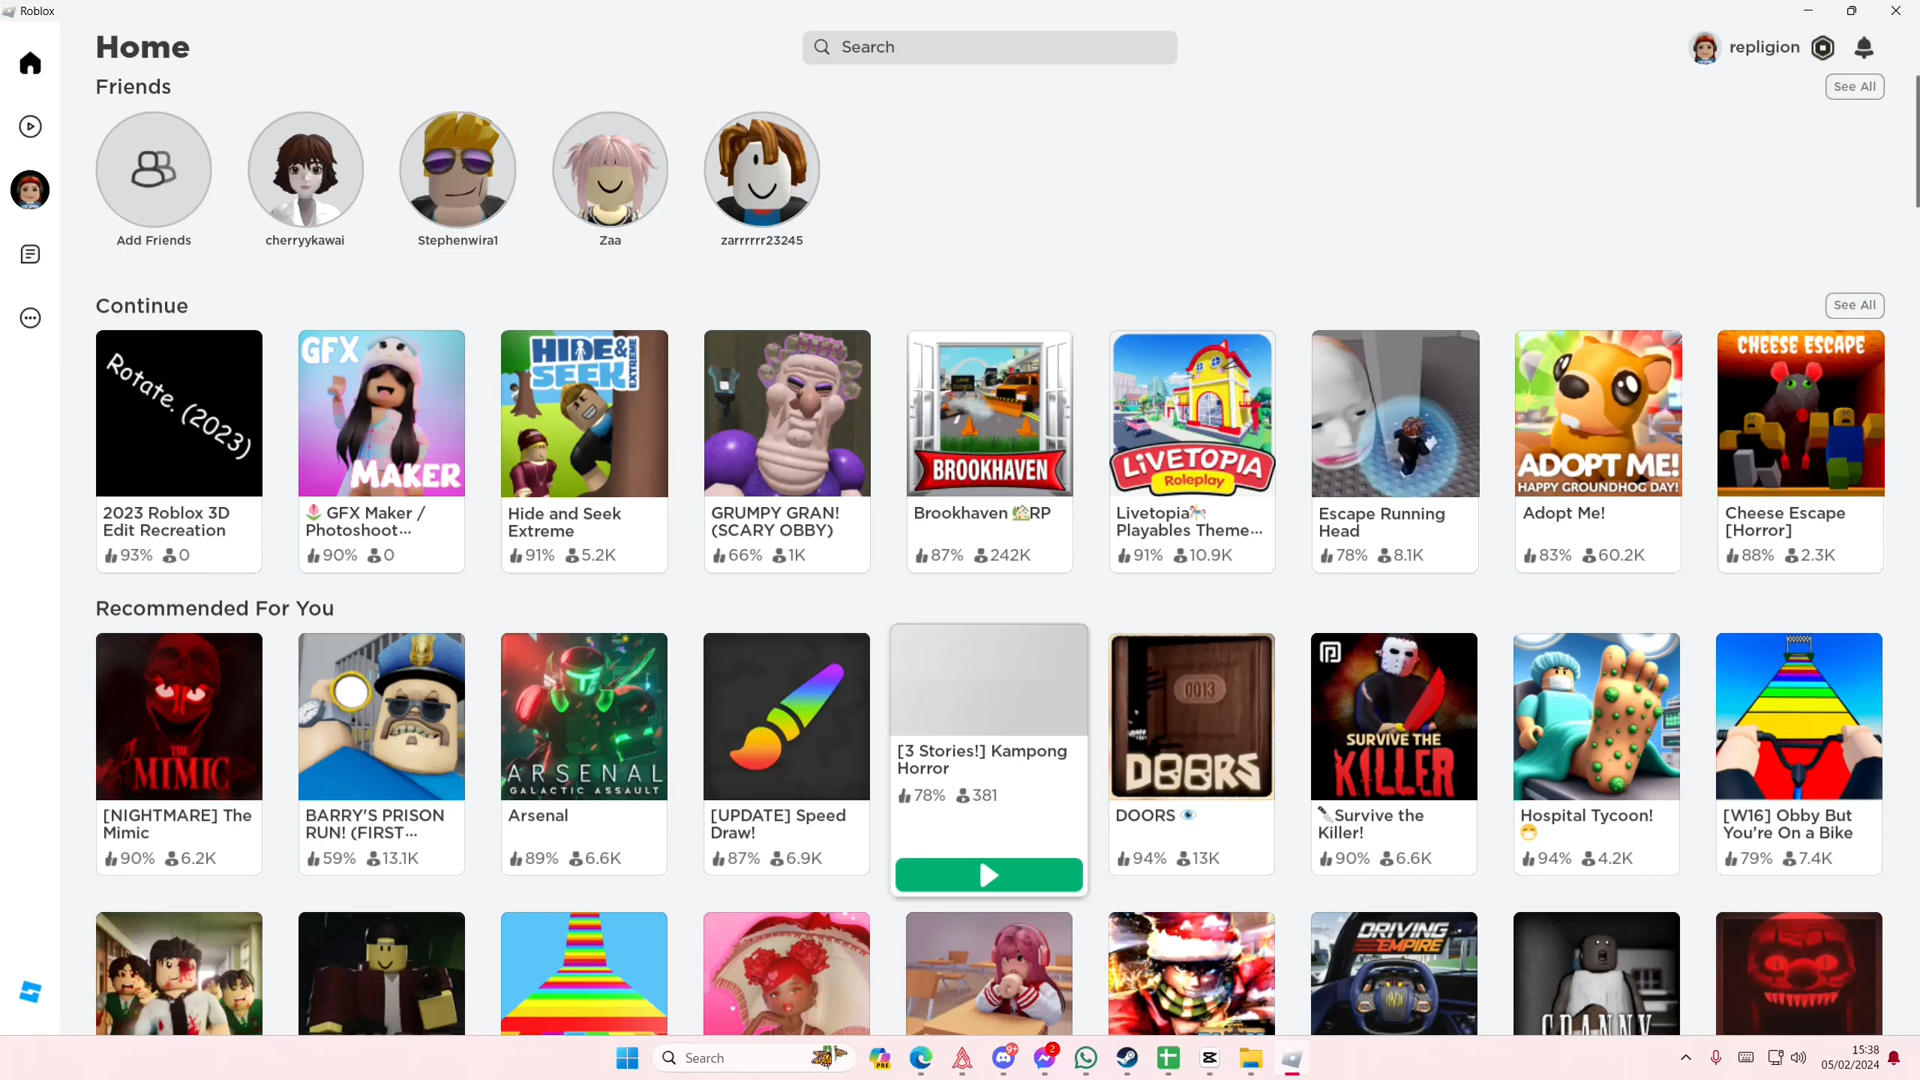 Roblox
Home
Search
repligion
Friends
See All
Add Friends
cherryykawai
Stephenwira1
Zaa
zarrrrrr23245
Continue
See All
Rotate. (2023)
GFX
MAKER
HIDE &
SEEK
EXTREME
LANE
CLOSED
BROOKHAVEN
LiVETOPiA
Roleplay
ADOPT ME!
HAPPY GROUNDHOG DAY!
CHEESE ESCAPE
2023 Roblox 3D
Edit Recreation
93% 0
🌷 GFX Maker /
Photoshoot...
90% 0
Hide and Seek
Extreme
91% 5.2K
GRUMPY GRAN!
(SCARY OBBY)
66% 1K
Brookhaven 🏡RP
87% 242K
Livetopia🎠
Playables Theme...
91% 10.9K
Escape Running
Head
78% 8.1K
Adopt Me!
83% 60.2K
Cheese Escape
[Horror]
88% 2.3K
Recommended For You
THE
MIMIC
ARSENAL
GALACTIC ASSAULT
0013
DOORS
SURVIVE THE
KILLER
[NIGHTMARE] The
Mimic
90% 6.2K
BARRY'S PRISON
RUN! (FIRST...
59% 13.1K
Arsenal
89% 6.6K
[UPDATE] Speed
Draw!
87% 6.9K
[3 Stories!] Kampong
Horror
78% 381
DOORS 👁️
94% 13K
🔪Survive the
Killer!
90% 6.6K
Hospital Tycoon!
😷
94% 4.2K
[W16] Obby But
You're On a Bike
79% 7.4K
DRIVING
EMPIRE
GRANNY
Search
PRE
9+
2
15:38
05/02/2024